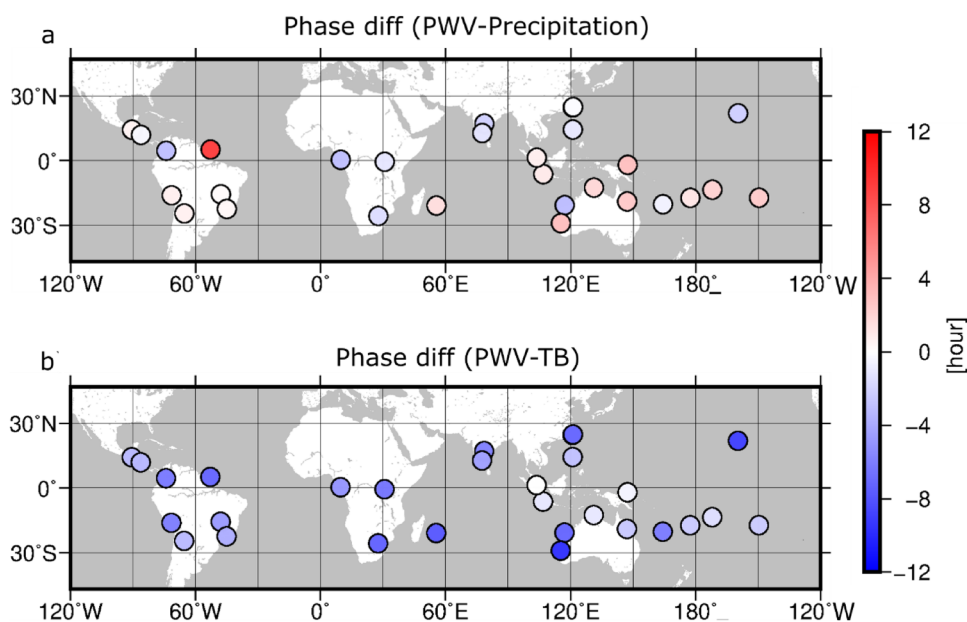 a
Phase diff (PWV-Precipitation)
30˚N
0˚
30˚S
120˚W 60˚W 0˚ 60˚E 120˚E 180_ 120˚W
b
Phase diff (PWV-TB)
30˚N
0˚
30˚S
120˚W 60˚W 0˚ 60˚E 120˚E 180˚ 120˚W
12
8
4
0
−4
−8
−12
[hour]